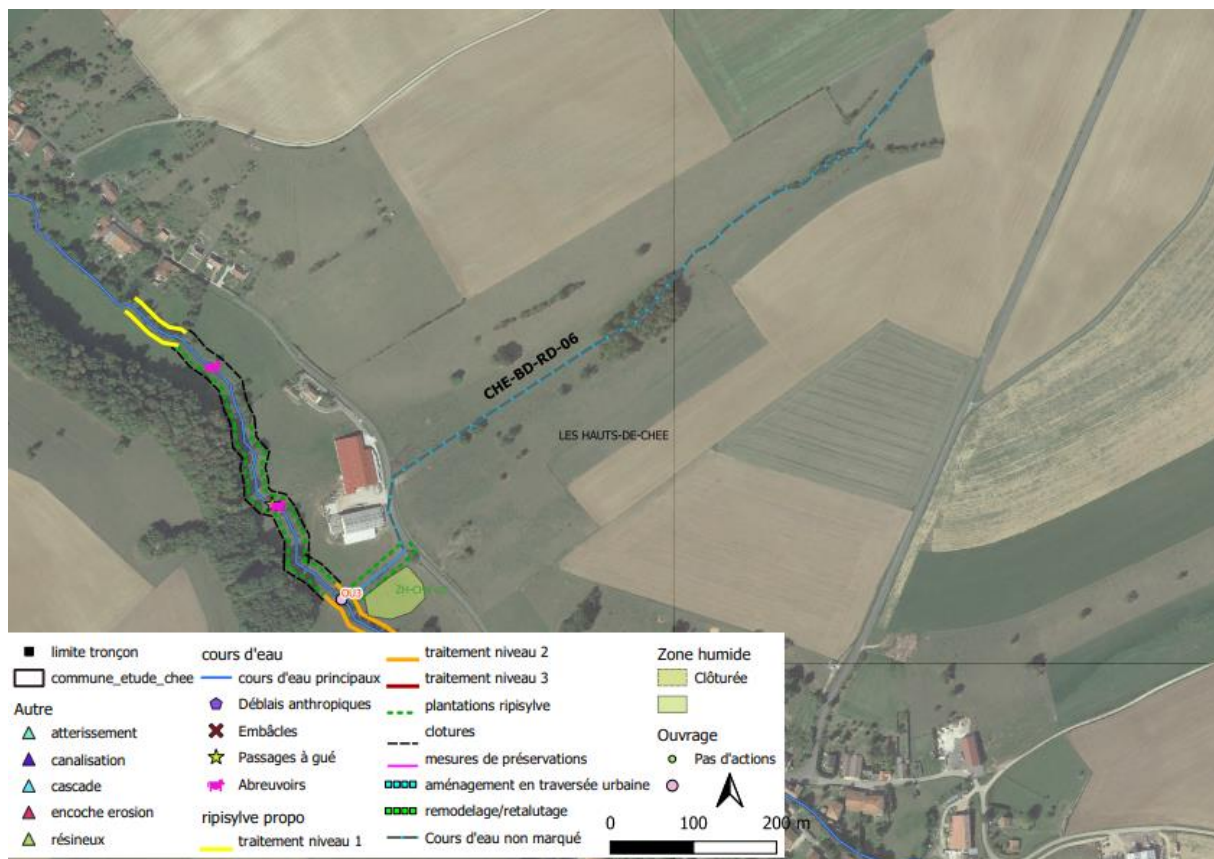 CHE-BD-RD-06
LES HAUTS-DE-CHEE
OU3
limite tronçon
commune_etude_chee
Autre
atterissement
canalisation
cascade
encoche erosion
résineux
cours d'eau
cours d'eau principaux
Déblais anthropiques
Embâcles
Passages à gué
Abreuvoirs
ripisylve propo
traitement niveau 1
traitement niveau 2
traitement niveau 3
plantations ripisylve
clotures
mesures de préservations
aménagement en traversée urbaine
remodelage/retalutage
Cours d'eau non marqué
Zone humide
Clôturée
Ouvrage
Pas d'actions
0 100 200 m